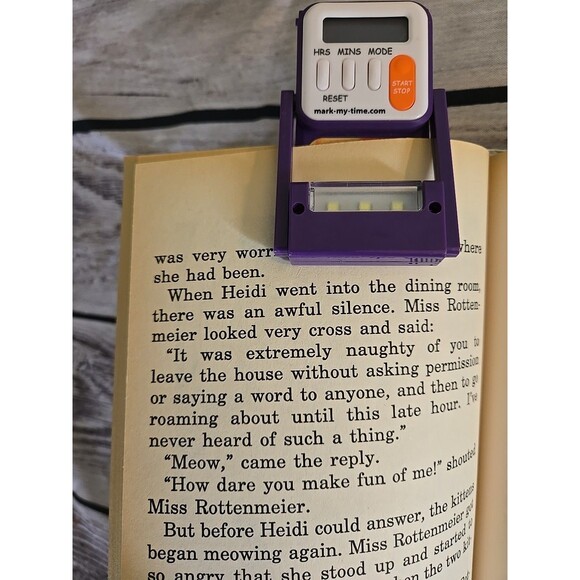 HRS MINS MODE
START
STOP
RESET
mark-my-time.com
was very
she had been.
When Heidi went into the dining room,
there was an awful silence. Miss Rotten-
meier looked very cross and said:
"It was extremely naughty of you to
leave the house without asking permission
or saying a word to anyone, and then to go
roaming about until this late hour. I've
never heard of such a thing."
"Meow," came the reply.
"How dare you make fun of me!" shouted
Miss Rottenmeier.
But before Heidi could answer, the kittens
began meowing again. Miss Rottenmeier got
so angry that she stood up and started to
on the two kit-